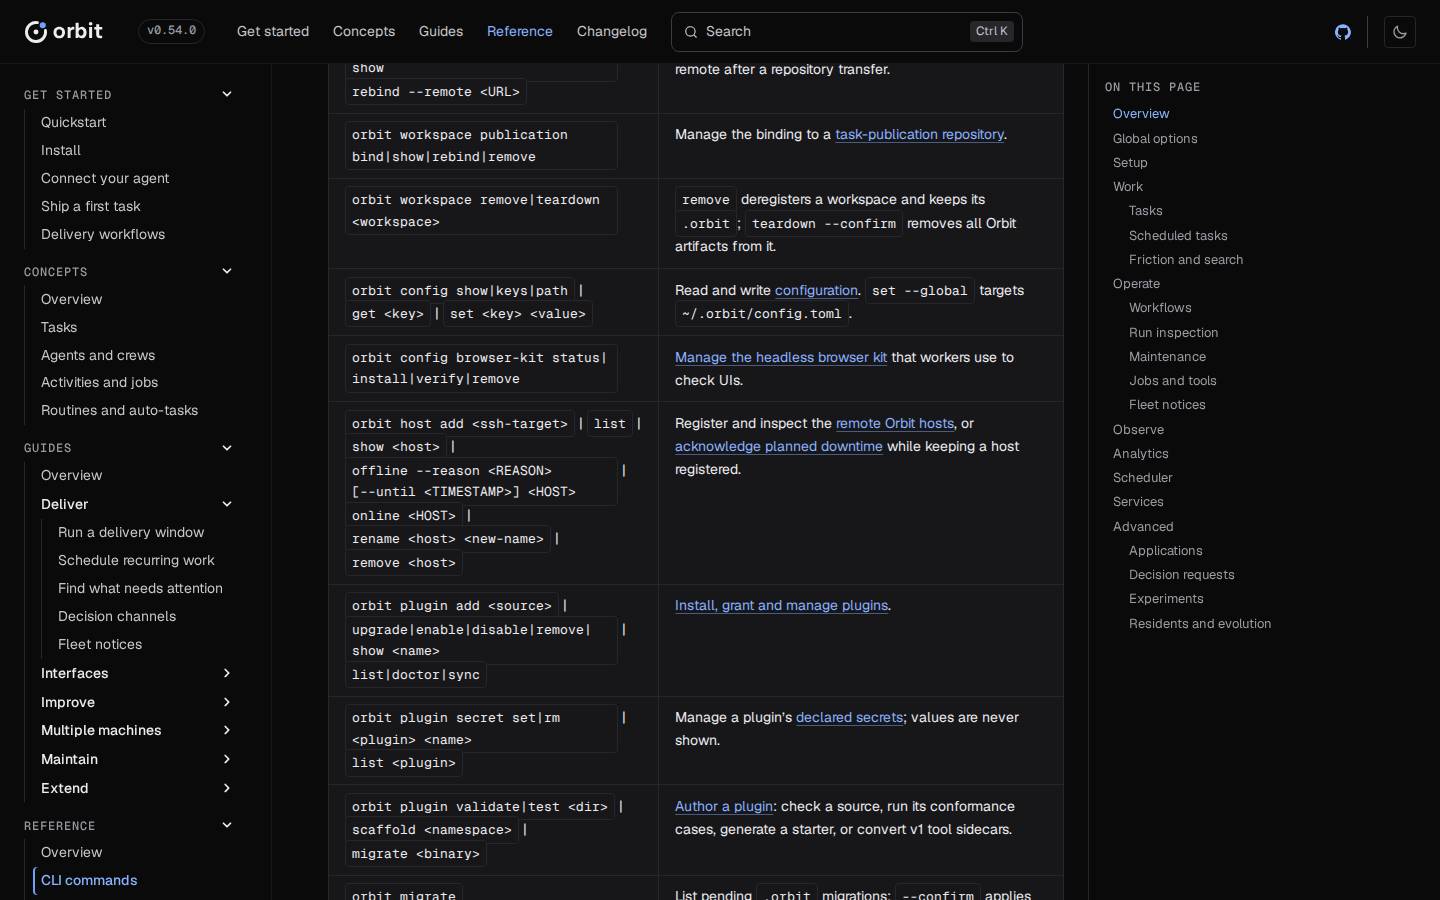 orbit
v0.54.0
Get started
Concepts
Guides
Reference
Changelog
Search
Ctrl K
GET STARTED
Quickstart
Install
Connect your agent
Ship a first task
Delivery workflows
CONCEPTS
Overview
Tasks
Agents and crews
Activities and jobs
Routines and auto-tasks
GUIDES
Overview
Deliver
Run a delivery window
Schedule recurring work
Find what needs attention
Decision channels
Fleet notices
Interfaces
Improve
Multiple machines
Maintain
Extend
REFERENCE
Overview
CLI commands
show
rebind --remote <URL>
remote after a repository transfer.
orbit workspace publication
bind|show|rebind|remove
Manage the binding to a task-publication repository.
orbit workspace remove|teardown
<workspace>
remove deregisters a workspace and keeps its
.orbit; teardown --confirm removes all Orbit
artifacts from it.
orbit config show|keys|path |
get <key> | set <key> <value>
Read and write configuration. set --global targets
~/.orbit/config.toml.
orbit config browser-kit status|
install|verify|remove
Manage the headless browser kit that workers use to
check UIs.
orbit host add <ssh-target> | list |
show <host> |
offline --reason <REASON> |
[--until <TIMESTAMP>] <HOST>
online <HOST> |
rename <host> <new-name> |
remove <host>
Register and inspect the remote Orbit hosts, or
acknowledge planned downtime while keeping a host
registered.
orbit plugin add <source> |
upgrade|enable|disable|remove| |
show <name>
list|doctor|sync
Install, grant and manage plugins.
orbit plugin secret set|rm |
<plugin> <name>
list <plugin>
Manage a plugin's declared secrets; values are never
shown.
orbit plugin validate|test <dir> |
scaffold <namespace> |
migrate <binary>
Author a plugin: check a source, run its conformance
cases, generate a starter, or convert v1 tool sidecars.
orbit migrate
List pending .orbit migrations; --confirm applies
ON THIS PAGE
Overview
Global options
Setup
Work
Tasks
Scheduled tasks
Friction and search
Operate
Workflows
Run inspection
Maintenance
Jobs and tools
Fleet notices
Observe
Analytics
Scheduler
Services
Advanced
Applications
Decision requests
Experiments
Residents and evolution